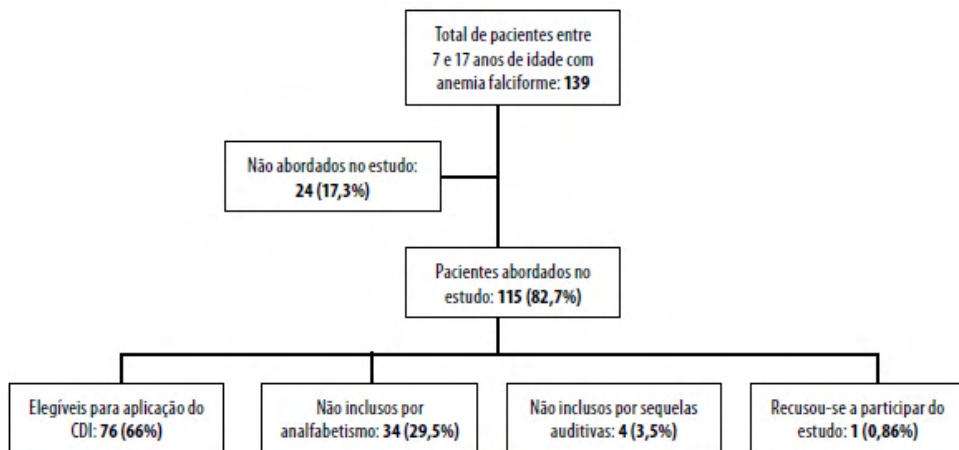 Total de pacientes entre
7 e 17 anos de idade com
anemia falciforme: 139
Não abordados no estudo:
24 (17,3%)
Pacientes abordados no
estudo: 115 (82,7%)
Elegíveis para aplicação do
CDI: 76 (66%)
Não inclusos por
analfabetismo: 34 (29,5%)
Não inclusos por sequelas
auditivas: 4 (3,5%)
Recusou-se a participar do
estudo: 1 (0,86%)